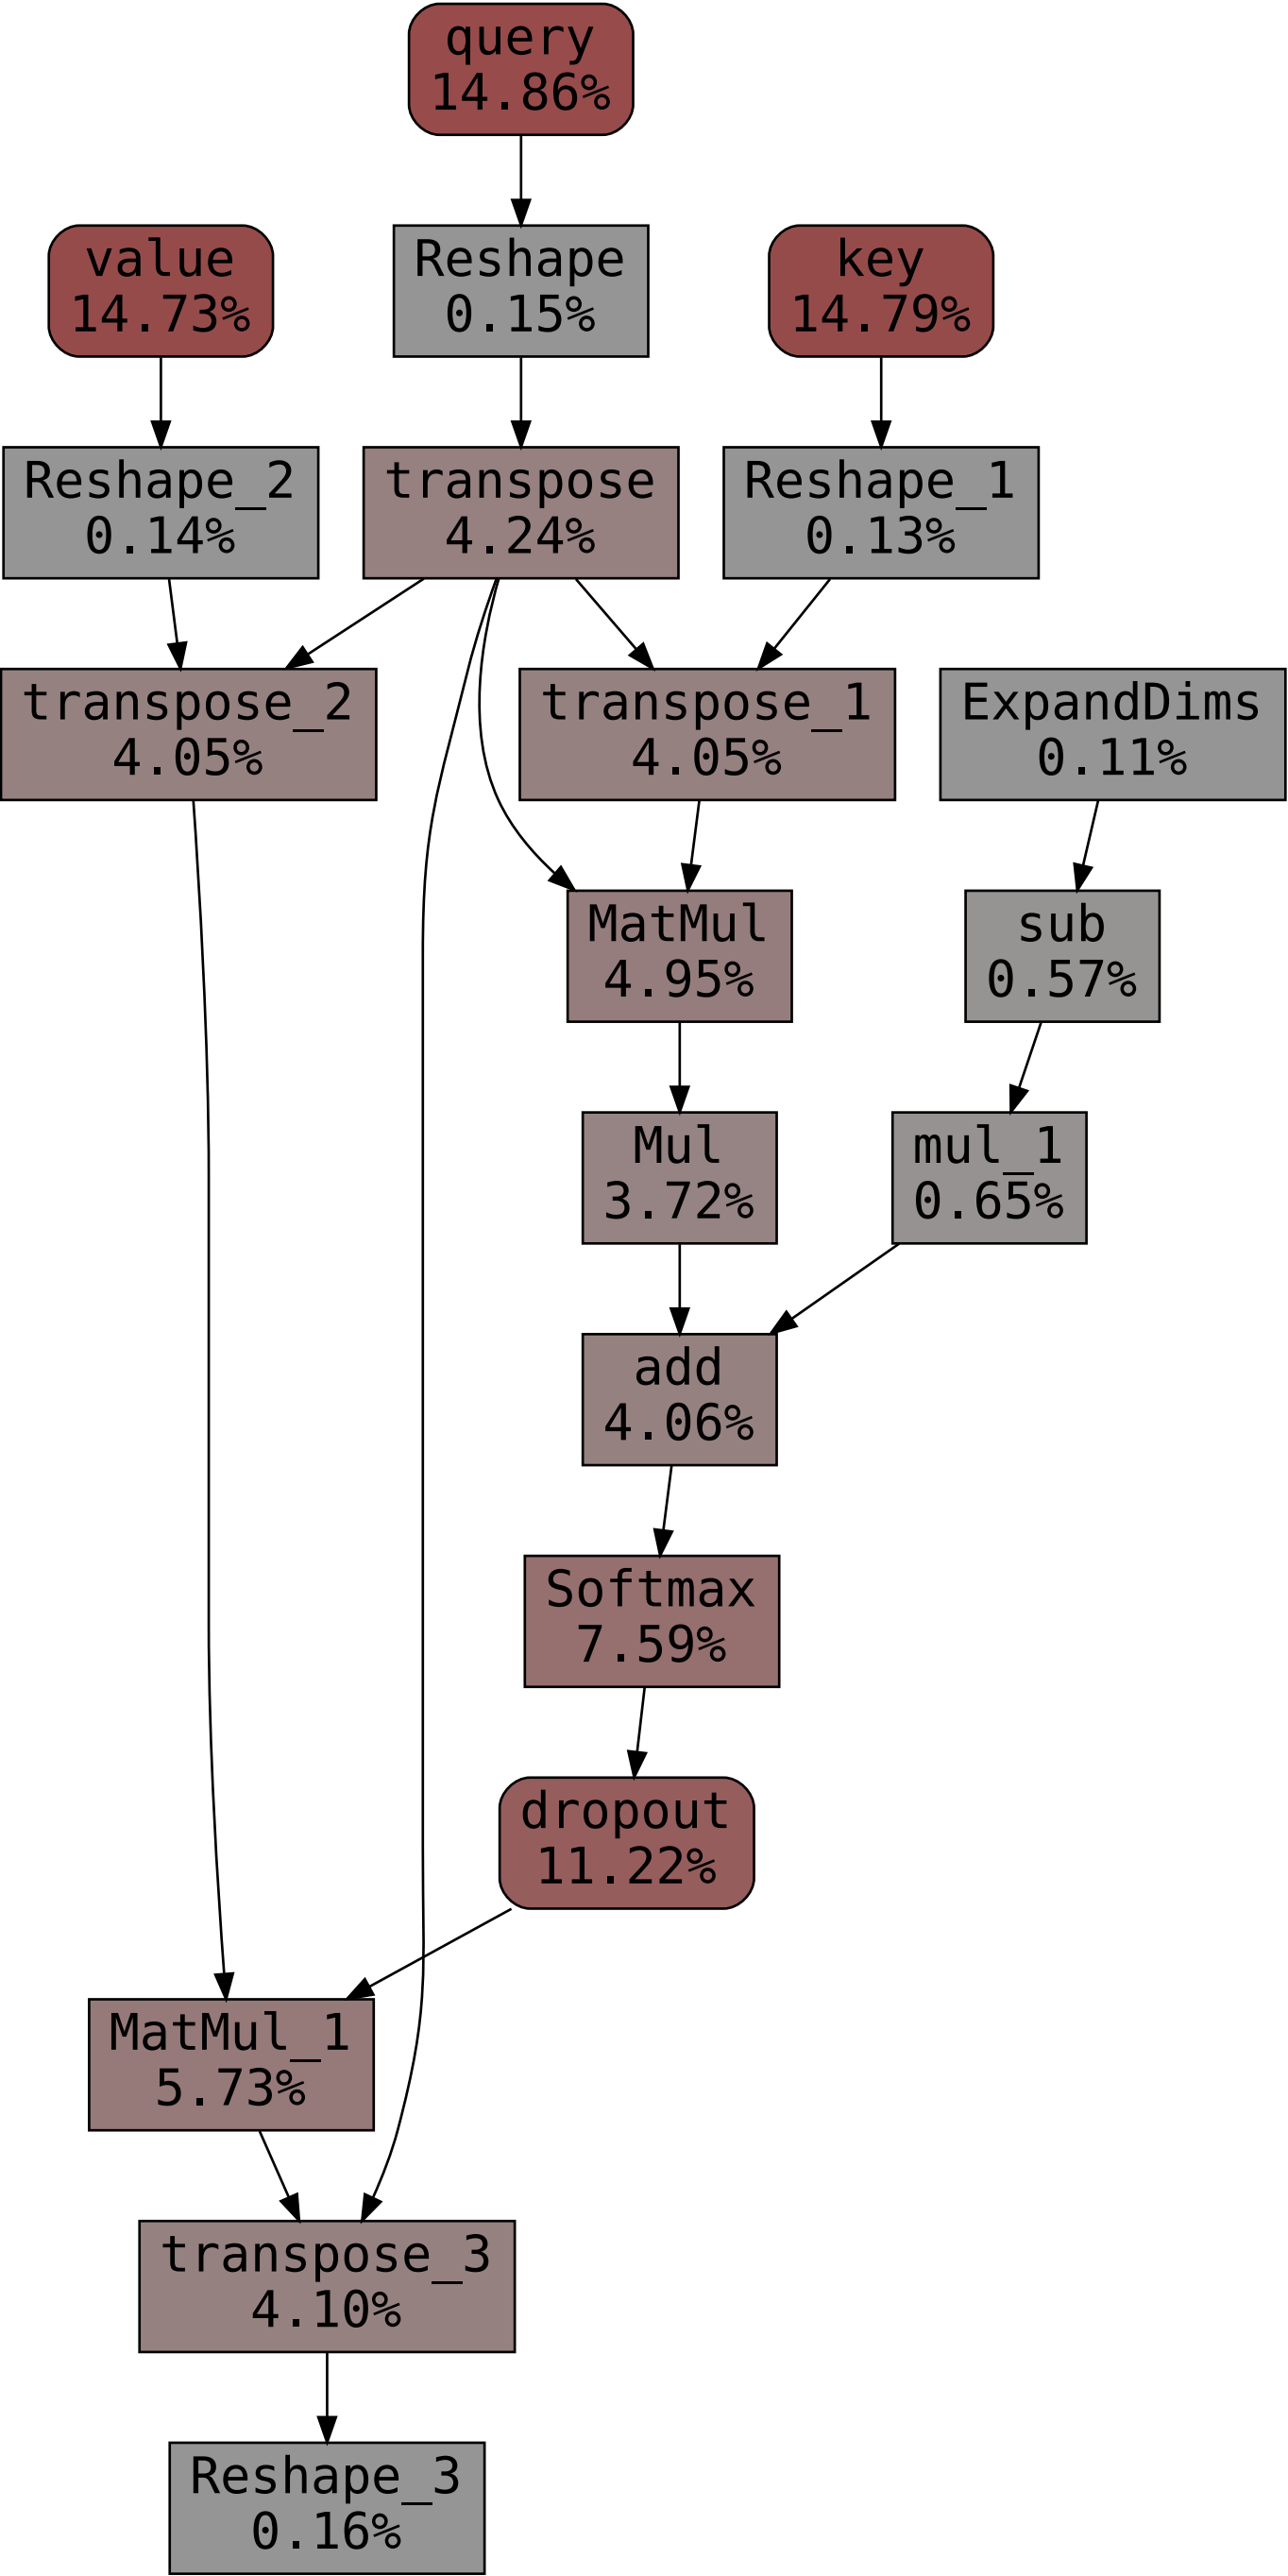 query
14.86%
value
14.73%
Reshape
0.15%
key
14.79%
Reshape_2
0.14%
transpose
4.24%
Reshape_1
0.13%
transpose_2
4.05%
transpose_1
4.05%
ExpandDims
0.11%
MatMul
4.95%
sub
0.57%
Mul
3.72%
mul_1
0.65%
add
4.06%
Softmax
7.59%
dropout
11.22%
MatMul_1
5.73%
transpose_3
4.10%
Reshape_3
0.16%